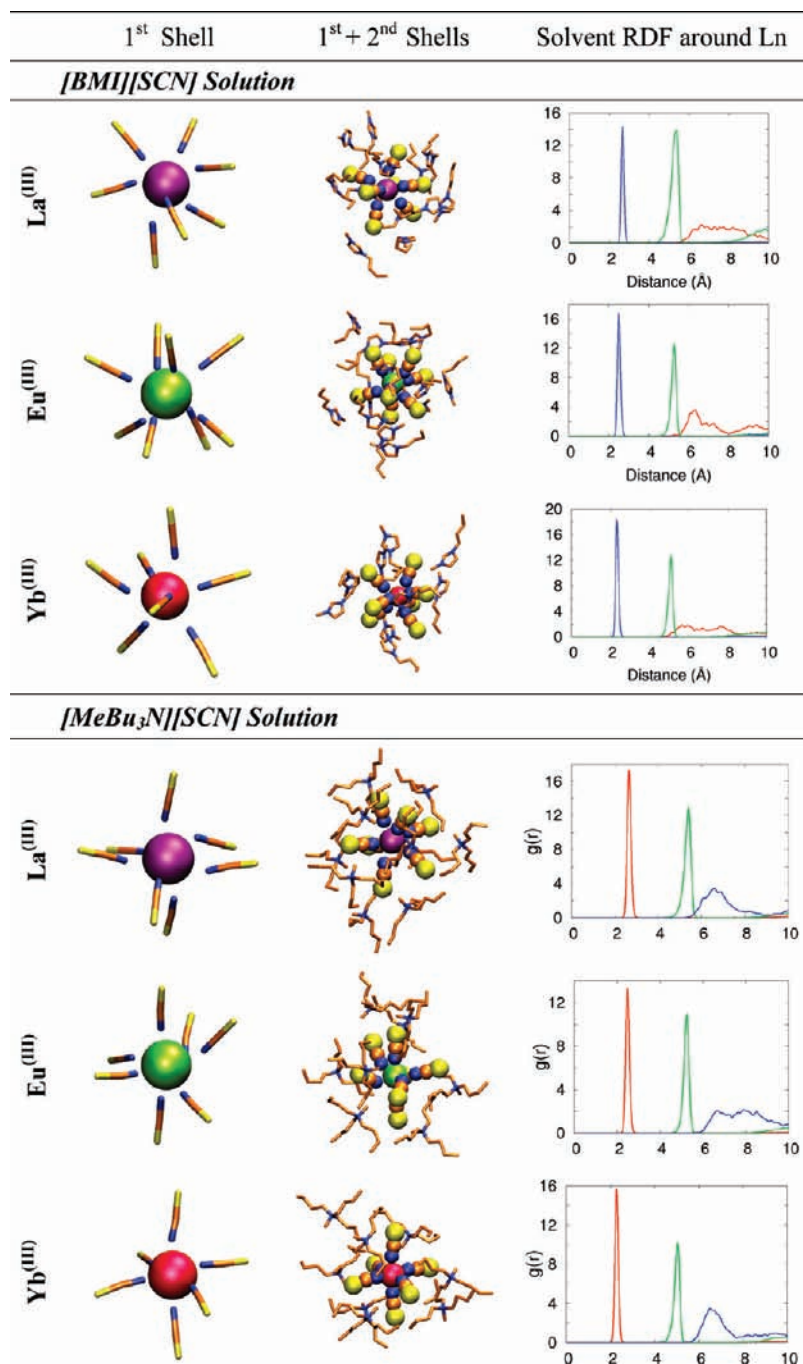 1st Shell 1st + 2nd Shells Solvent RDF around Ln
[BMI][SCN] Solution
La(III)
16
12
8
4
0
0 2 4 6 8 10
Distance (Å)
Eu(III)
16
12
8
4
0
0 2 4 6 8 10
Distance (Å)
Yb(III)
20
16
12
8
4
0
0 2 4 6 8 10
Distance (Å)
[MeBu3N][SCN] Solution
La(III)
g(r)
16
12
8
4
0
0 2 4 6 8 10
Eu(III)
g(r)
12
8
4
0
0 2 4 6 8 10
Yb(III)
g(r)
16
12
8
4
0
0 2 4 6 8 10